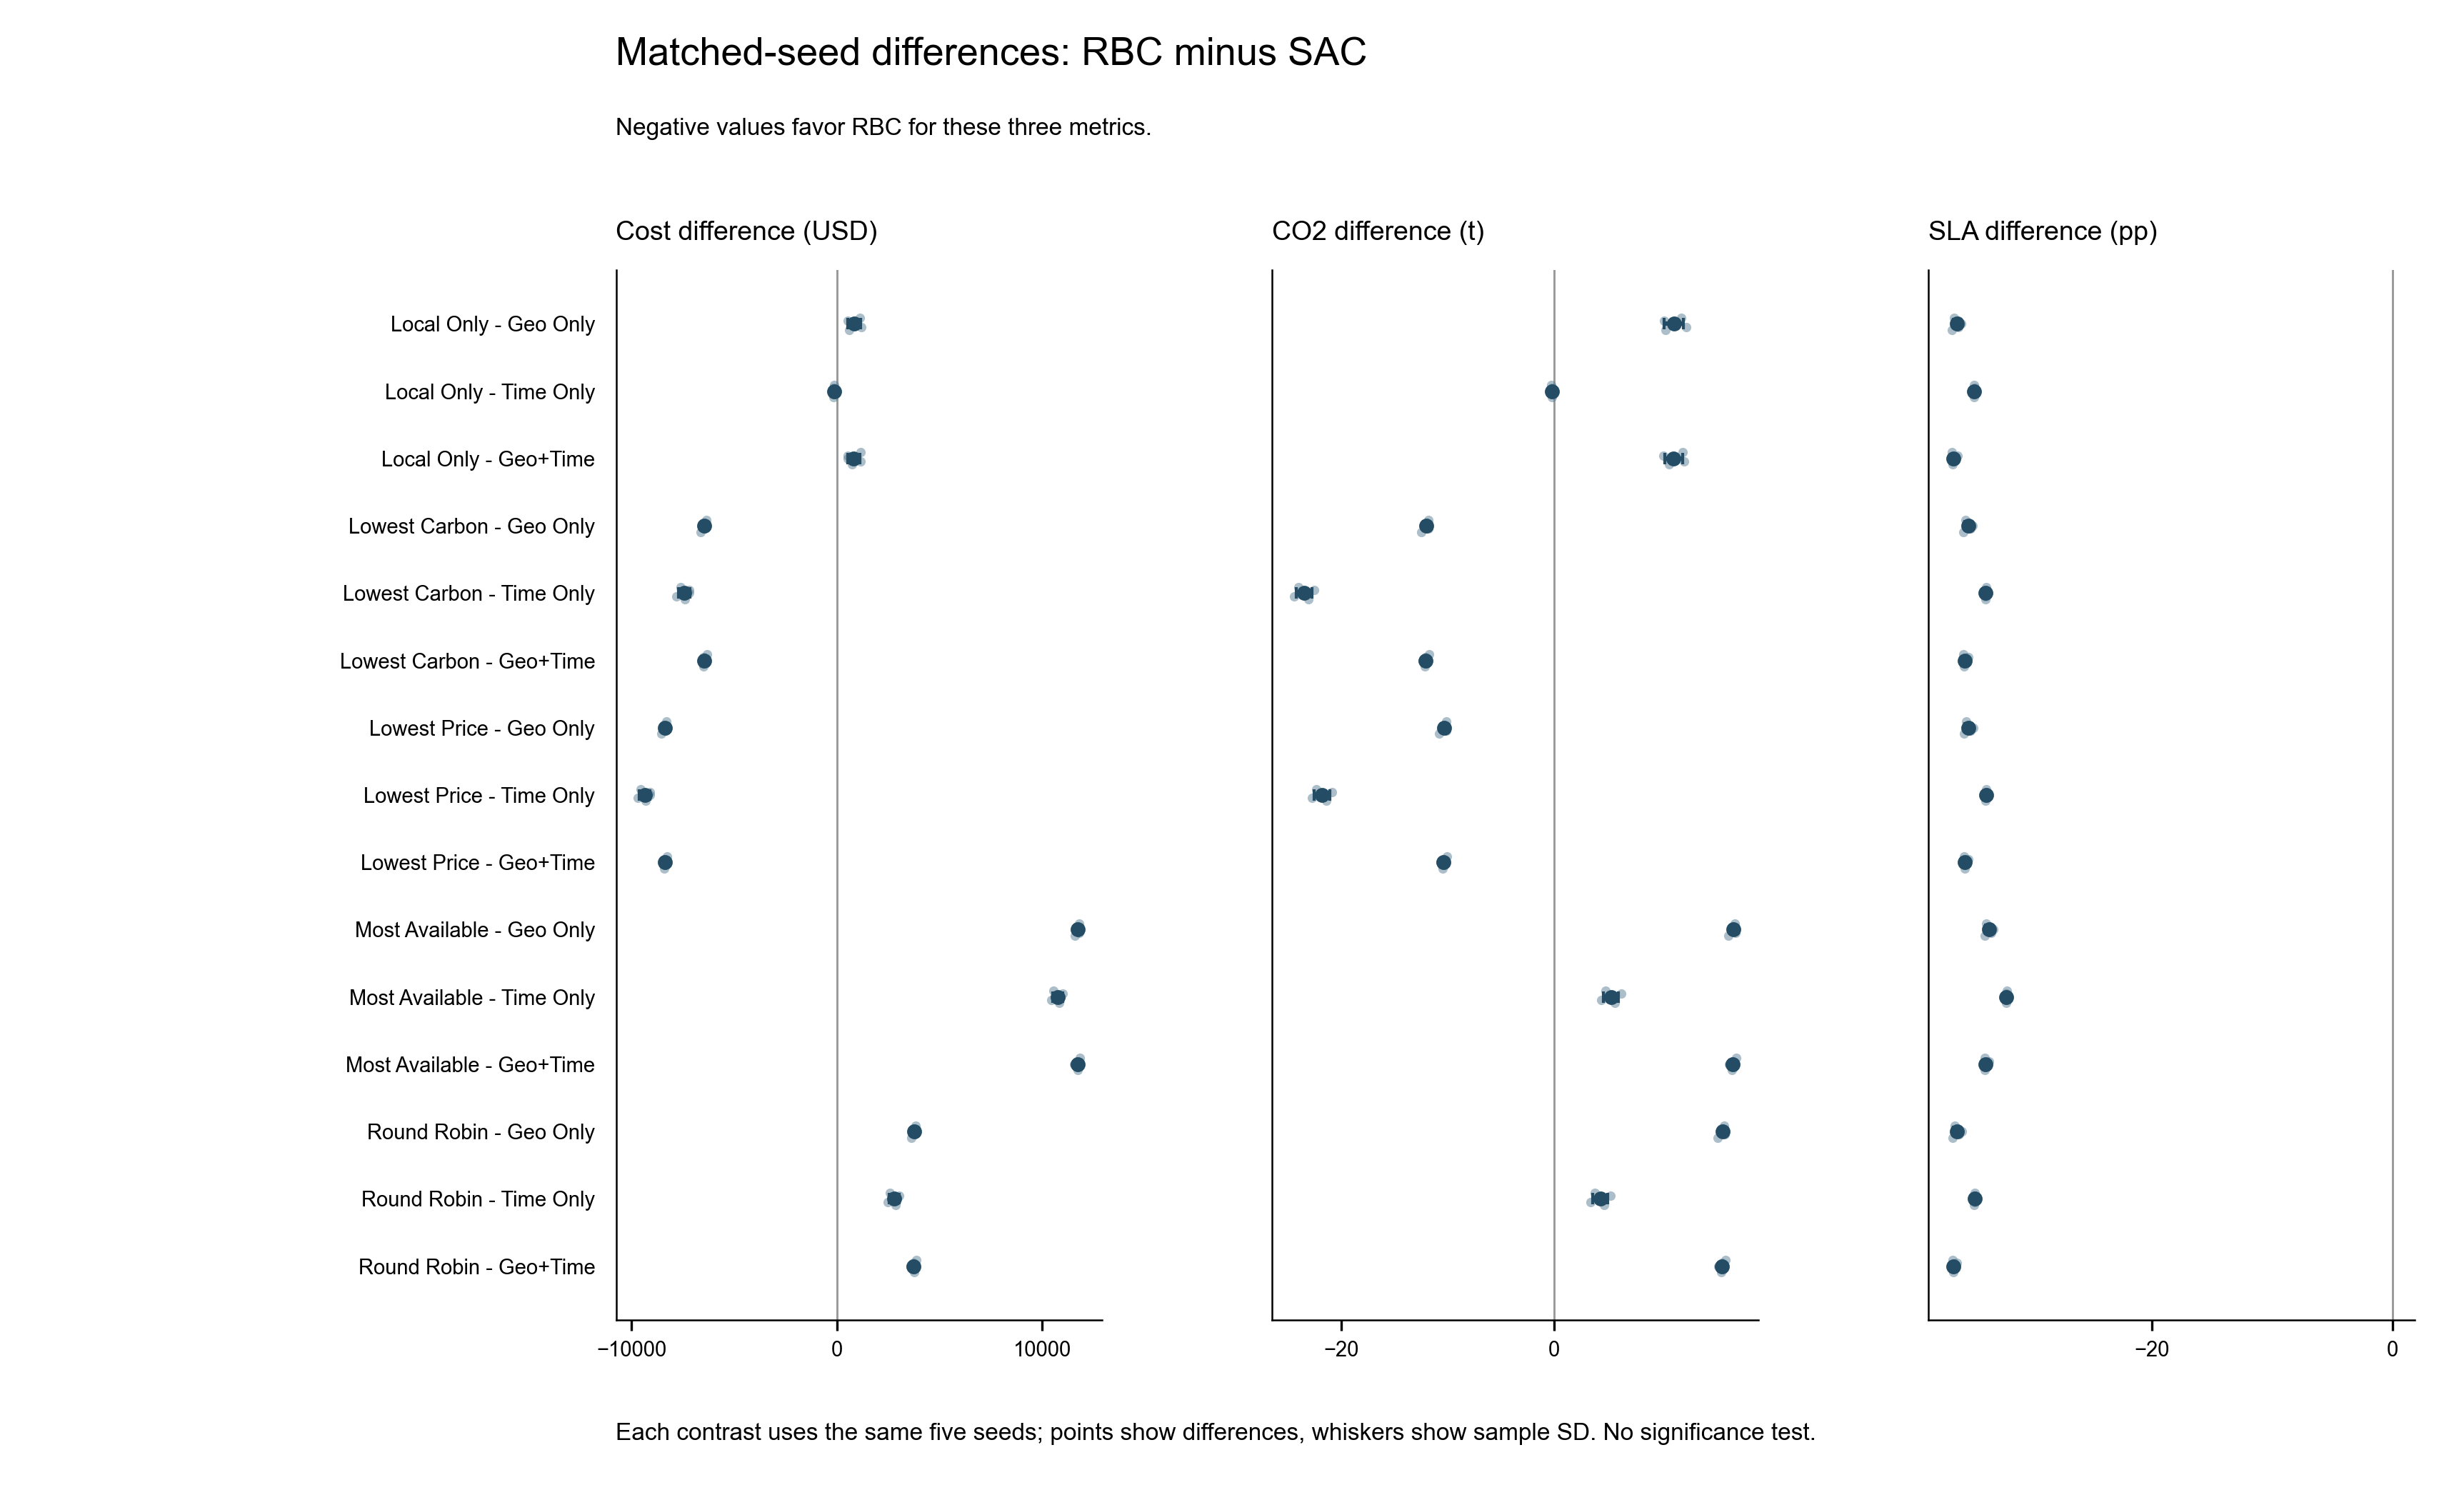 Matched-seed differences: RBC minus SAC
Negative values favor RBC for these three metrics.
Cost difference (USD)
CO2 difference (t)
SLA difference (pp)
Local Only - Geo Only
Local Only - Time Only
Local Only - Geo+Time
Lowest Carbon - Geo Only
Lowest Carbon - Time Only
Lowest Carbon - Geo+Time
Lowest Price - Geo Only
Lowest Price - Time Only
Lowest Price - Geo+Time
Most Available - Geo Only
Most Available - Time Only
Most Available - Geo+Time
Round Robin - Geo Only
Round Robin - Time Only
Round Robin - Geo+Time
−10000 0 10000
−20 0
−20 0
Each contrast uses the same five seeds; points show differences, whiskers show sample SD. No significance test.